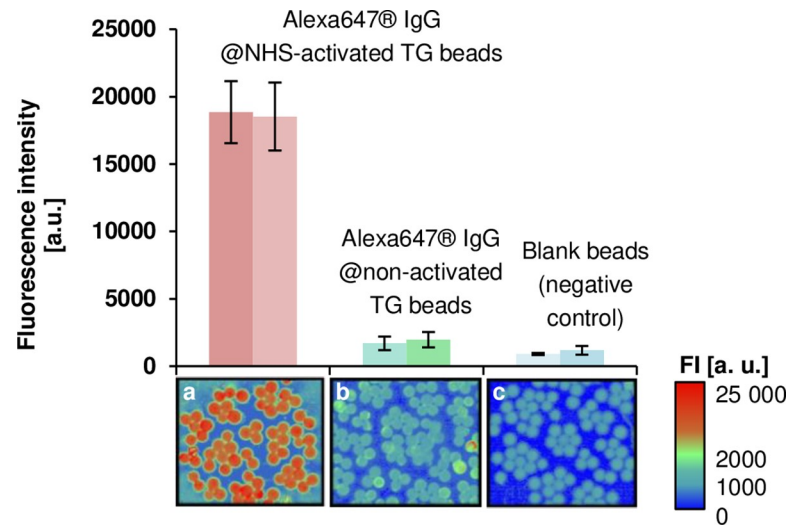 Alexa647® IgG
@NHS-activated TG beads
25000
20000
15000
10000
5000
0
Fluorescence intensity
[a.u.]
Alexa647® IgG
@non-activated
TG beads
Blank beads
(negative
control)
a
b
c
FI [a. u.]
25 000
2000
1000
0